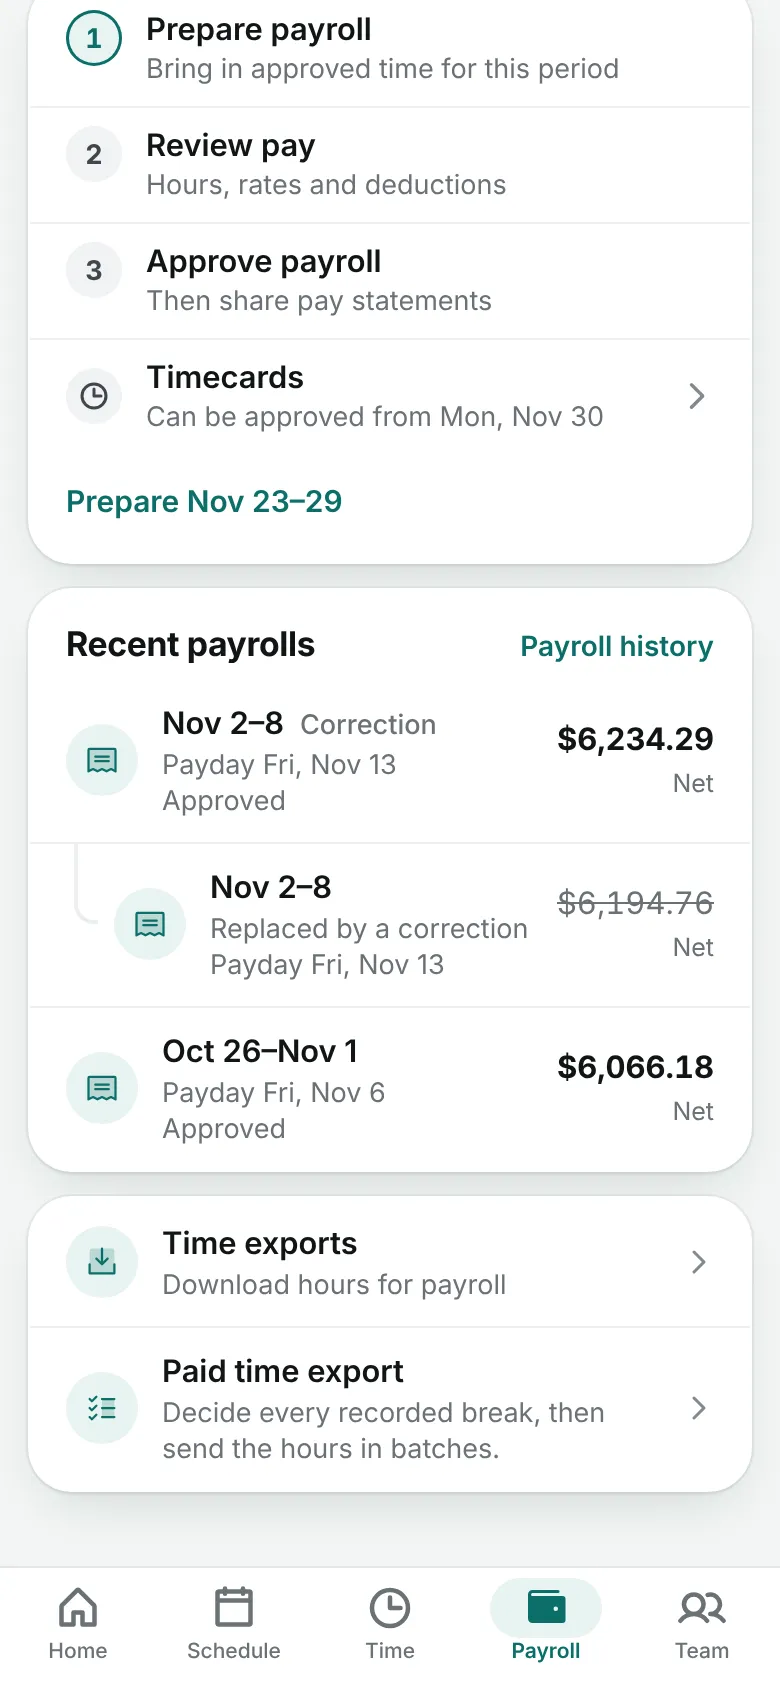 1
Prepare payroll
Bring in approved time for this period
2
Review pay
Hours, rates and deductions
3
Approve payroll
Then share pay statements
Timecards
Can be approved from Mon, Nov 30
Prepare Nov 23–29
Recent payrolls
Payroll history
Nov 2–8 Correction
Payday Fri, Nov 13
Approved
$6,234.29
Net
Nov 2–8
Replaced by a correction
Payday Fri, Nov 13
$6,194.76
Net
Oct 26–Nov 1
Payday Fri, Nov 6
Approved
$6,066.18
Net
Time exports
Download hours for payroll
Paid time export
Decide every recorded break, then
send the hours in batches.
Home
Schedule
Time
Payroll
Team